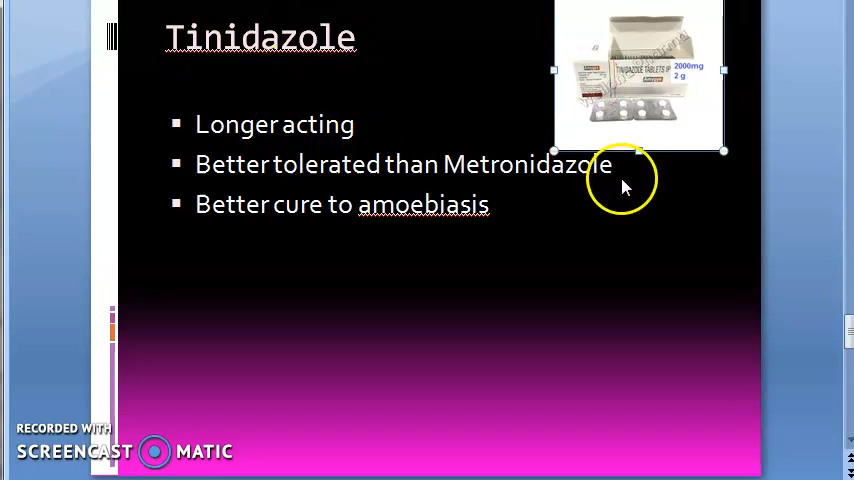 Tinidazole
TINIDAZOLE TABLETS IP
2000mg
2 g
Longer acting
Better tolerated than Metronidazole
Better cure to amoebiasis
RECORDED WITH
SCREENCAST MATIC